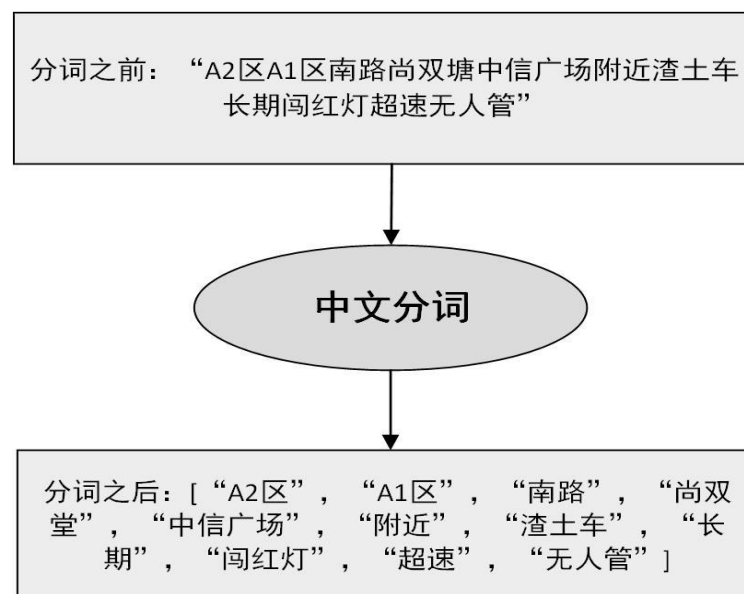 分词之前： “A2区A1区南路尚双塘中信广场附近渣土车
长期闯红灯超速无人管”
中文分词
分词之后：[ “A2区”， “A1区”， “南路”， “尚双
堂”， “中信广场”， “附近”， “渣土车”， “长
期”， “闯红灯”， “超速”， “无人管” ]